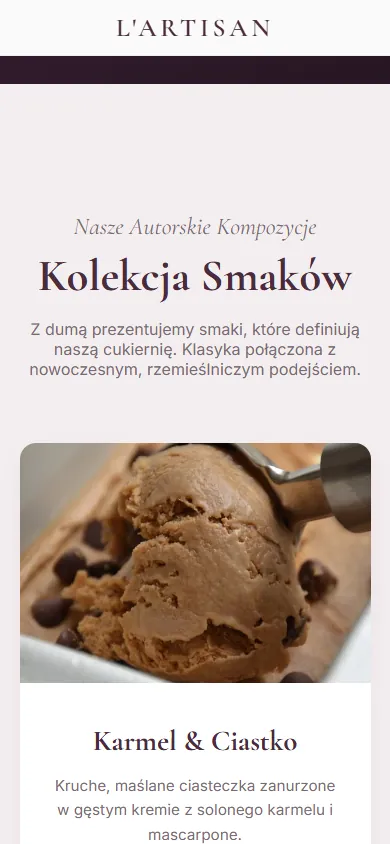 L'ARTISAN
Nasze Autorskie Kompozycje
Kolekcja Smaków
Z dumą prezentujemy smaki, które definiują
naszą cukiernię. Klasyka połączona z
nowoczesnym, rzemieślniczym podejściem.
Karmel & Ciastko
Kruche, maślane ciasteczka zanurzone
w gęstym kremie z solonego karmelu i
mascarpone.